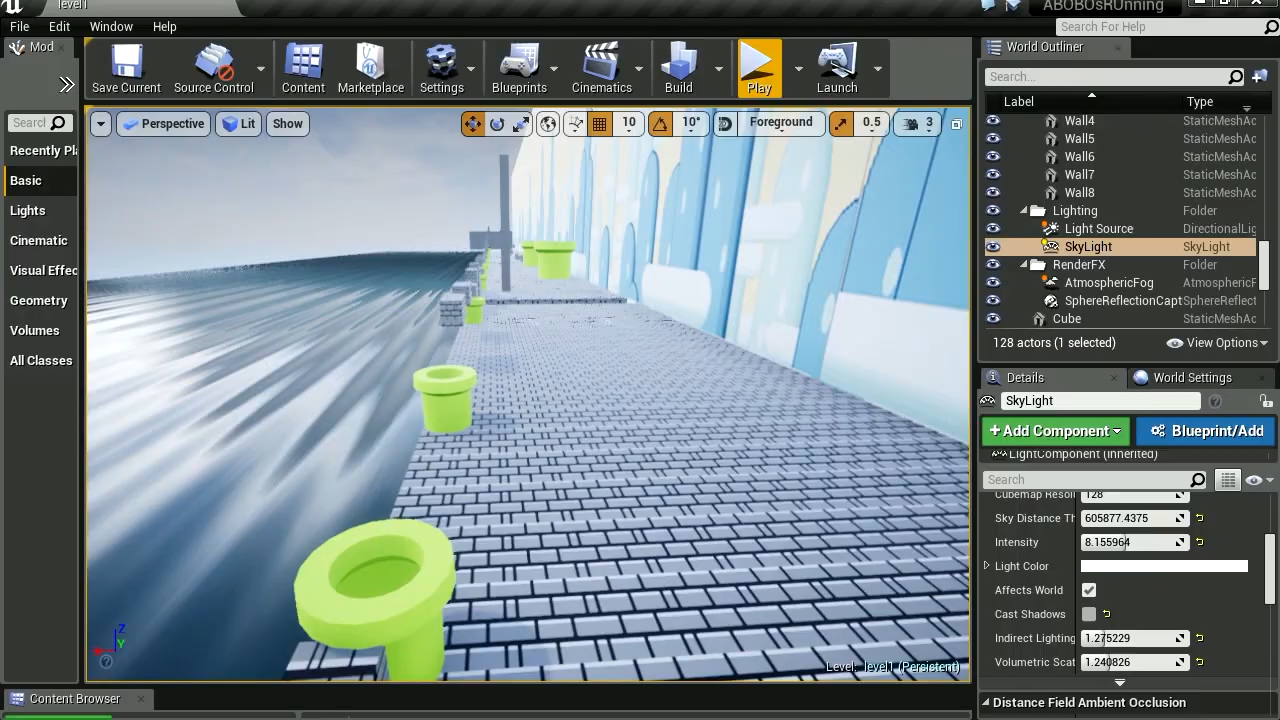 level1
ABOBOsRUnning
File Edit Window Help
Search For Help
Mod
Save Current Source Control Content Marketplace Settings Blueprints Cinematics Build Play Launch
World Outliner
Search...
Label Type
Search
Perspective Lit Show 10 10° Foreground 0.5 3
Recently Pla
Basic
Lights
Cinematic
Visual Effec
Geometry
Volumes
All Classes
Wall4 StaticMeshAc
Wall5 StaticMeshAc
Wall6 StaticMeshAc
Wall7 StaticMeshAc
Wall8 StaticMeshAc
Lighting Folder
Light Source DirectionalLig
SkyLight SkyLight
RenderFX Folder
AtmosphericFog AtmosphericF
SphereReflectionCapt SphereReflect
Cube StaticMeshAc
128 actors (1 selected) View Options
Details World Settings
SkyLight
+Add Component Blueprint/Add
LightComponent (Inherited)
Search
Cubemap Resol 128
Sky Distance Th 605877.4375
Intensity 8.155964
Light Color
Affects World
Cast Shadows
Indirect Lighting 1.275229
Volumetric Scat 1.240826
Distance Field Ambient Occlusion
Z
Y
Level: level1 (Persistent)
Content Browser